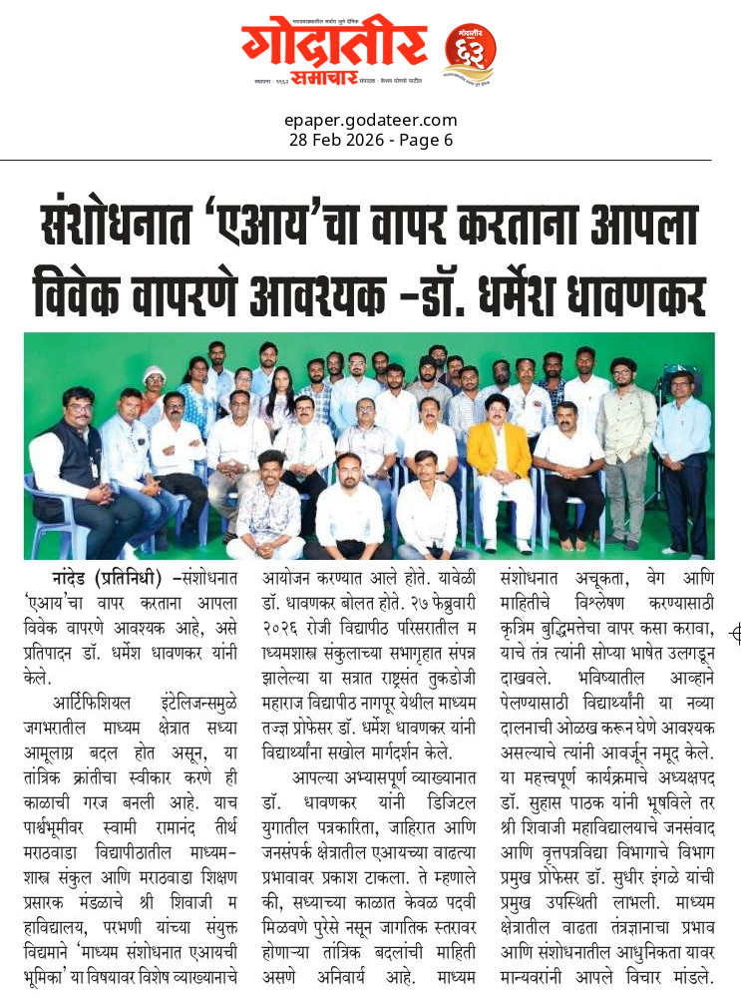 मराठवाड्यातील सर्वात जुने दैनिक
गोदातीर
समाचार
स्थापना : १९६२
संपादक : केशव घोणसे पाटील
गोदातीर
६३
epaper.godateer.com
28 Feb 2026 - Page 6
संशोधनात ‘एआय’चा वापर करताना आपला
विवेक वापरणे आवश्यक -डॉ. धर्मेश धावणकर
नांदेड (प्रतिनिधी) -संशोधनात
‘एआय’चा वापर करताना आपला
विवेक वापरणे आवश्यक आहे, असे
प्रतिपादन डॉ. धर्मेश धावणकर यांनी
केले.
आर्टिफिशियल इंटेलिजन्समुळे
जगभरातील माध्यम क्षेत्रात सध्या
आमूलाग्र बदल होत असून, या
तांत्रिक क्रांतीचा स्वीकार करणे ही
काळाची गरज बनली आहे. याच
पार्श्वभूमीवर स्वामी रामानंद तीर्थ
मराठवाडा विद्यापीठातील माध्यम-
शास्त्र संकुल आणि मराठवाडा शिक्षण
प्रसारक मंडळाचे श्री शिवाजी म
हाविद्यालय, परभणी यांच्या संयुक्त
विद्यमाने ‘माध्यम संशोधनात एआयची
भूमिका’ या विषयावर विशेष व्याख्यानाचे
आयोजन करण्यात आले होते. यावेळी
डॉ. धावणकर बोलत होते. २७ फेब्रुवारी
२०२६ रोजी विद्यापीठ परिसरातील म
ाध्यमशास्त्र संकुलाच्या सभागृहात संपन्न
झालेल्या या सत्रात राष्ट्रसंत तुकडोजी
महाराज विद्यापीठ नागपूर येथील माध्यम
तज्ज्ञ प्रोफेसर डॉ. धर्मेश धावणकर यांनी
विद्यार्थ्यांना सखोल मार्गदर्शन केले.
आपल्या अभ्यासपूर्ण व्याख्यानात
डॉ. धावणकर यांनी डिजिटल
युगातील पत्रकारिता, जाहिरात आणि
जनसंपर्क क्षेत्रातील एआयच्या वाढत्या
प्रभावावर प्रकाश टाकला. ते म्हणाले
की, सध्याच्या काळात केवळ पदवी
मिळवणे पुरेसे नसून जागतिक स्तरावर
होणाऱ्या तांत्रिक बदलांची माहिती
असणे अनिवार्य आहे. माध्यम
संशोधनात अचूकता, वेग आणि
माहितीचे विश्लेषण करण्यासाठी
कृत्रिम बुद्धिमत्तेचा वापर कसा करावा,
याचे तंत्र त्यांनी सोप्या भाषेत उलगडून
दाखवले. भविष्यातील आव्हाने
पेलण्यासाठी विद्यार्थ्यांनी या नव्या
दालनाची ओळख करून घेणे आवश्यक
असल्याचे त्यांनी आवर्जून नमूद केले.
या महत्त्वपूर्ण कार्यक्रमाचे अध्यक्षपद
डॉ. सुहास पाठक यांनी भूषविले तर
श्री शिवाजी महाविद्यालयाचे जनसंवाद
आणि वृत्तपत्रविद्या विभागाचे विभाग
प्रमुख प्रोफेसर डॉ. सुधीर इंगळे यांची
प्रमुख उपस्थिती लाभली. माध्यम
क्षेत्रातील वाढता तंत्रज्ञानाचा प्रभाव
आणि संशोधनातील आधुनिकता यावर
मान्यवरांनी आपले विचार मांडले.